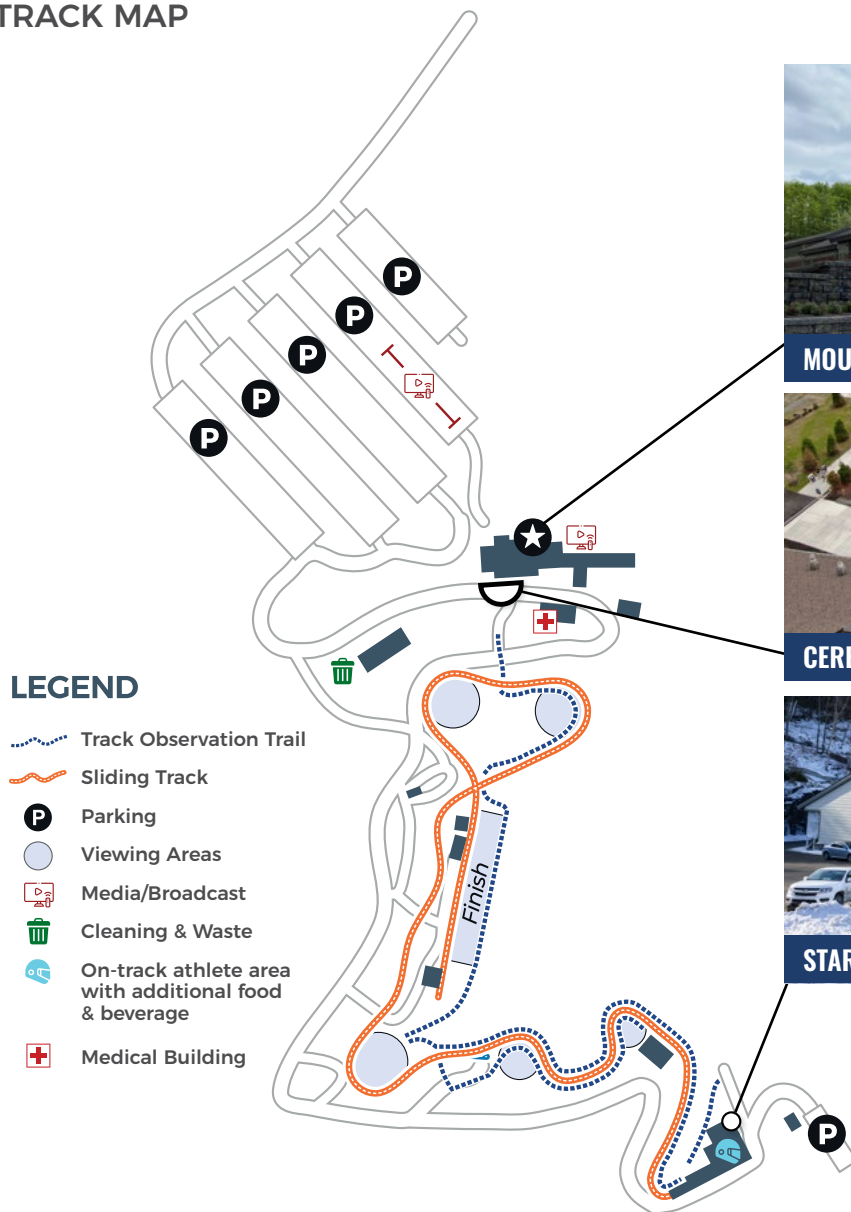 TRACK MAP
P
P
P
P
P
MOU
CERE
LEGEND
Track Observation Trail
Sliding Track
P
Parking
Viewing Areas
Media/Broadcast
Cleaning & Waste
On-track athlete area
with additional food
& beverage
Medical Building
Finish
STAR
P